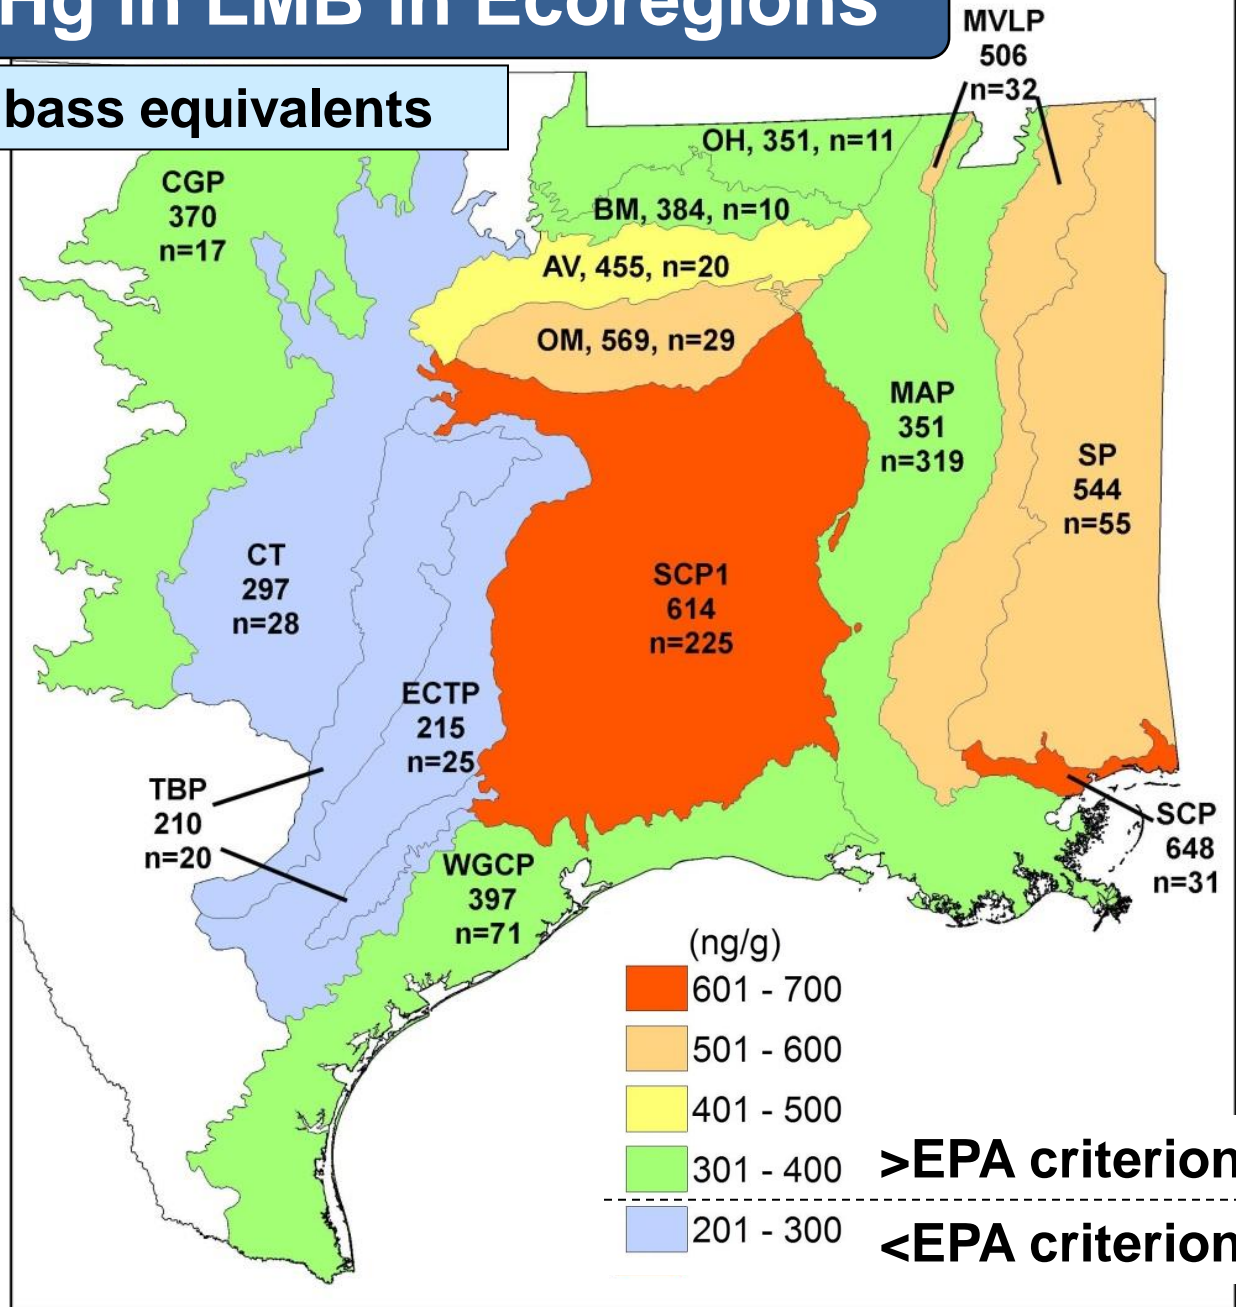 Hg in LMB in Ecoregions
bass equivalents
MVLP
506
n=32
OH, 351, n=11
CGP
370
n=17
BM, 384, n=10
AV, 455, n=20
OM, 569, n=29
MAP
351
n=319
SP
544
n=55
CT
297
n=28
SCP1
614
n=225
ECTP
215
n=25
TBP
210
n=20
SCP
648
n=31
WGCP
397
n=71
(ng/g)
601 - 700
501 - 600
401 - 500
301 - 400
>EPA criterion
201 - 300
<EPA criterion